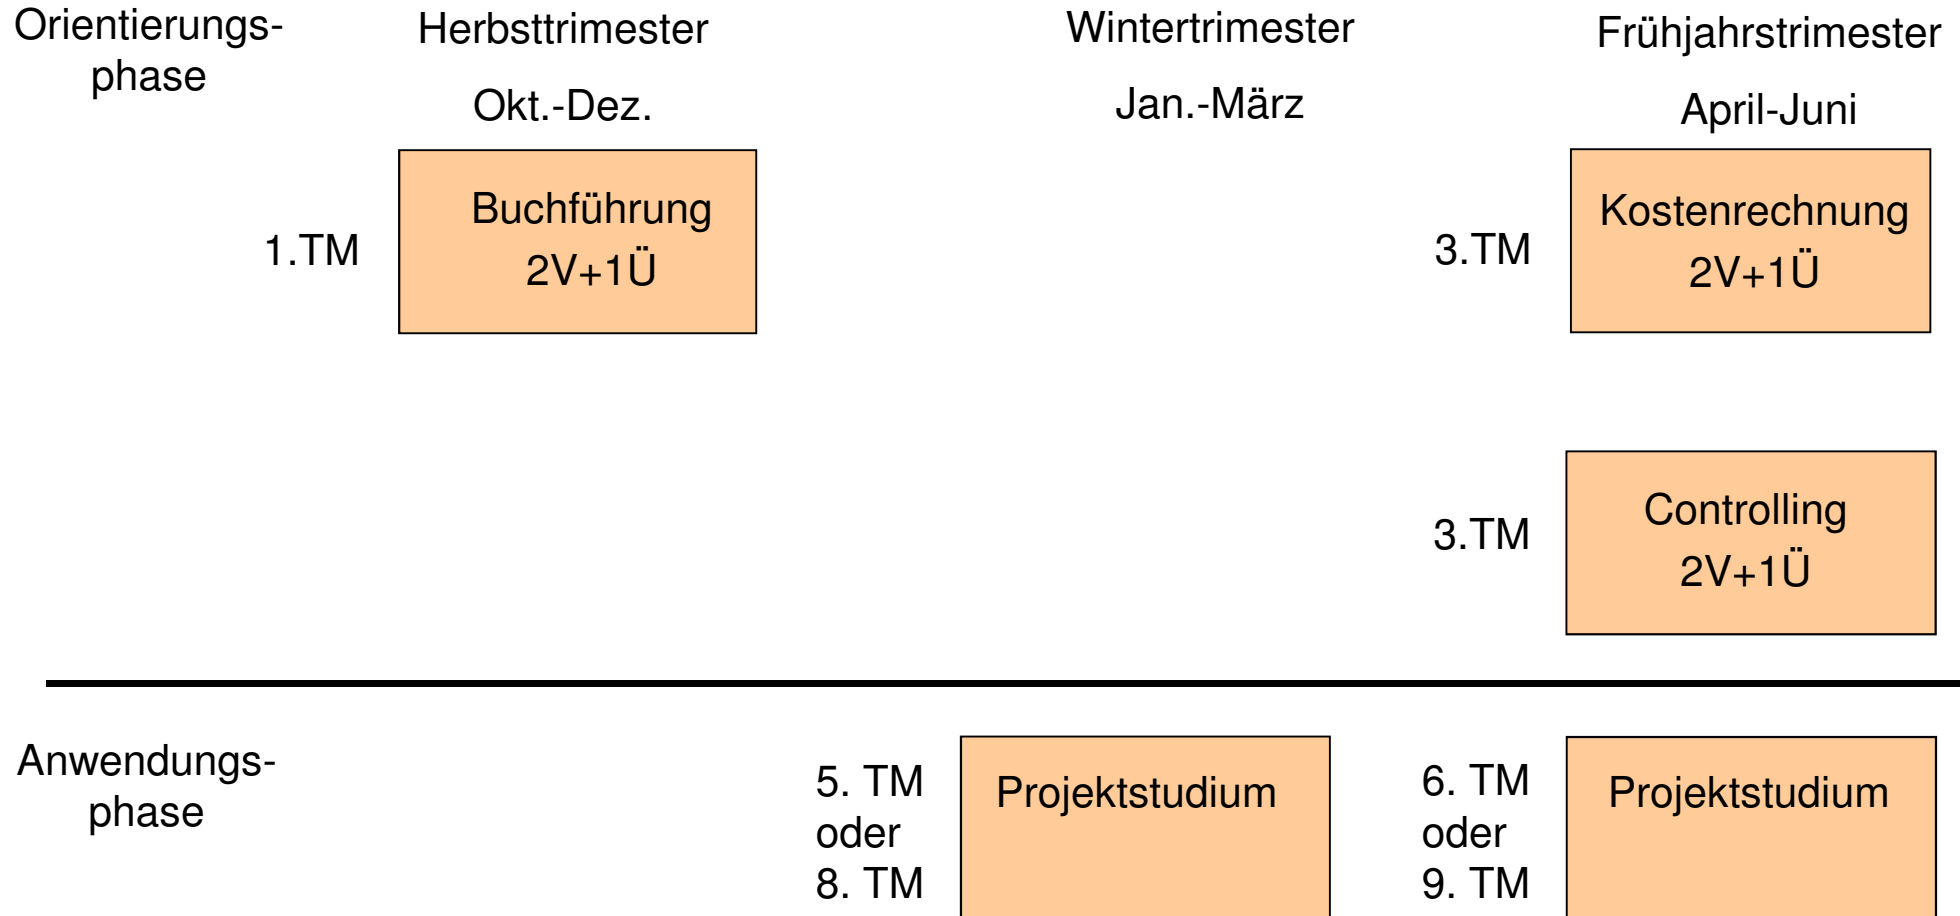 Orientierungs-
phase
Herbsttrimester
Okt.-Dez.
Wintertrimester
Jan.-März
Frühjahrstrimester
April-Juni
1.TM
Buchführung
2V+1Ü
3.TM
Kostenrechnung
2V+1Ü
3.TM
Controlling
2V+1Ü
Anwendungs-
phase
5. TM
oder
8. TM
Projektstudium
6. TM
oder
9. TM
Projektstudium